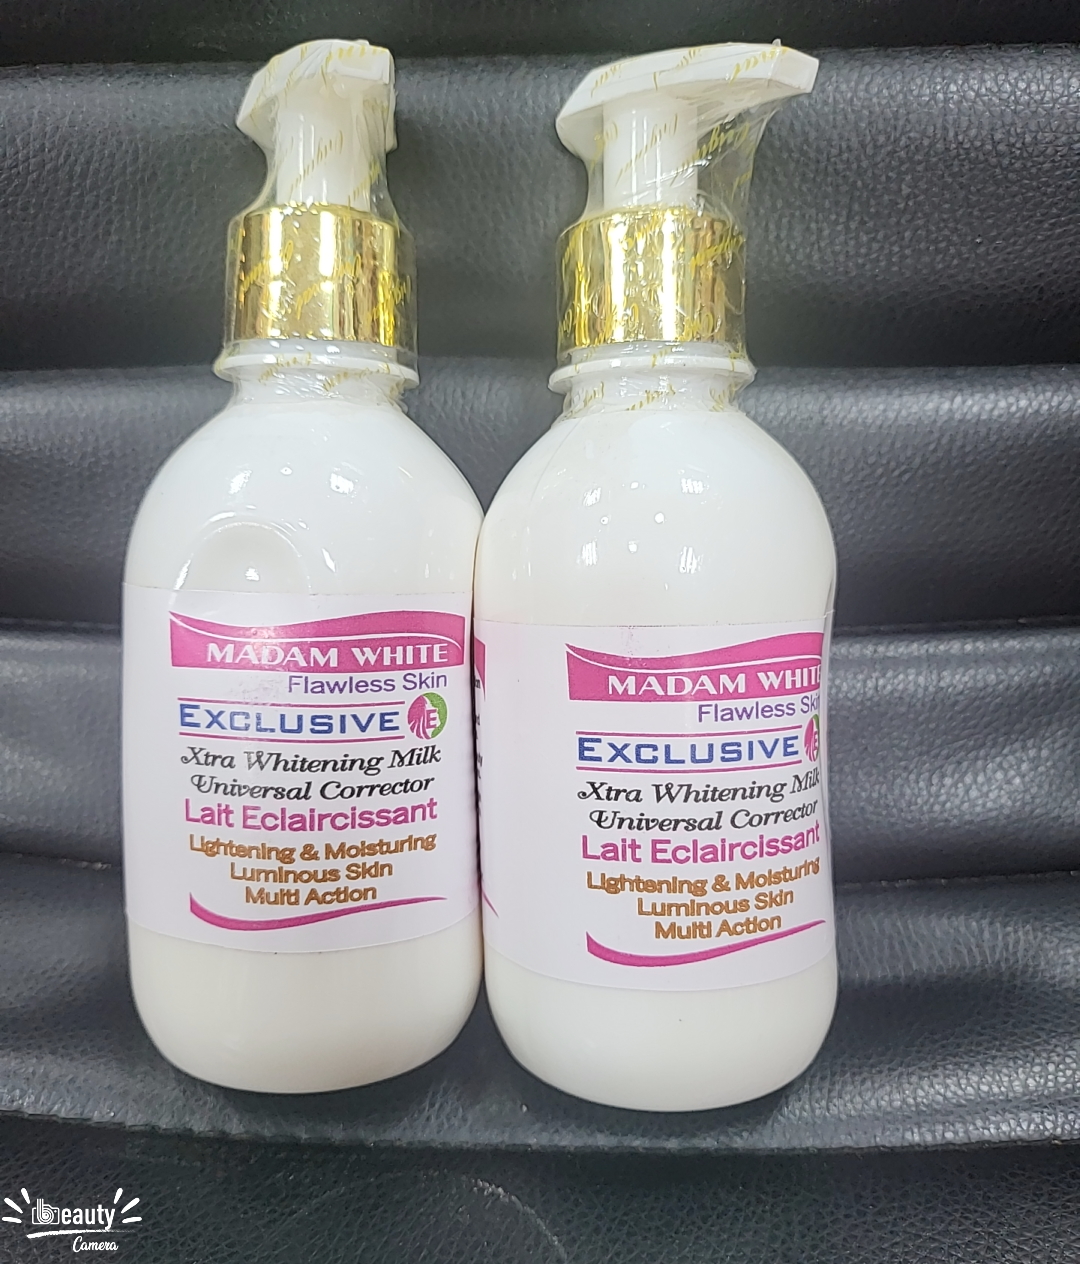 MADAM WHITE
Flawless Skin
EXCLUSIVE
E
Xtra Whitening Milk
Universal Corrector
Lait Eclaircissant
Lightening & Moisturing
Luminous Skin
Multi Action
MADAM WHITE
Flawless Skin
EXCLUSIVE
E
Xtra Whitening Milk
Universal Corrector
Lait Eclaircissant
Lightening & Moisturing
Luminous Skin
Multi Action
beauty
Camera